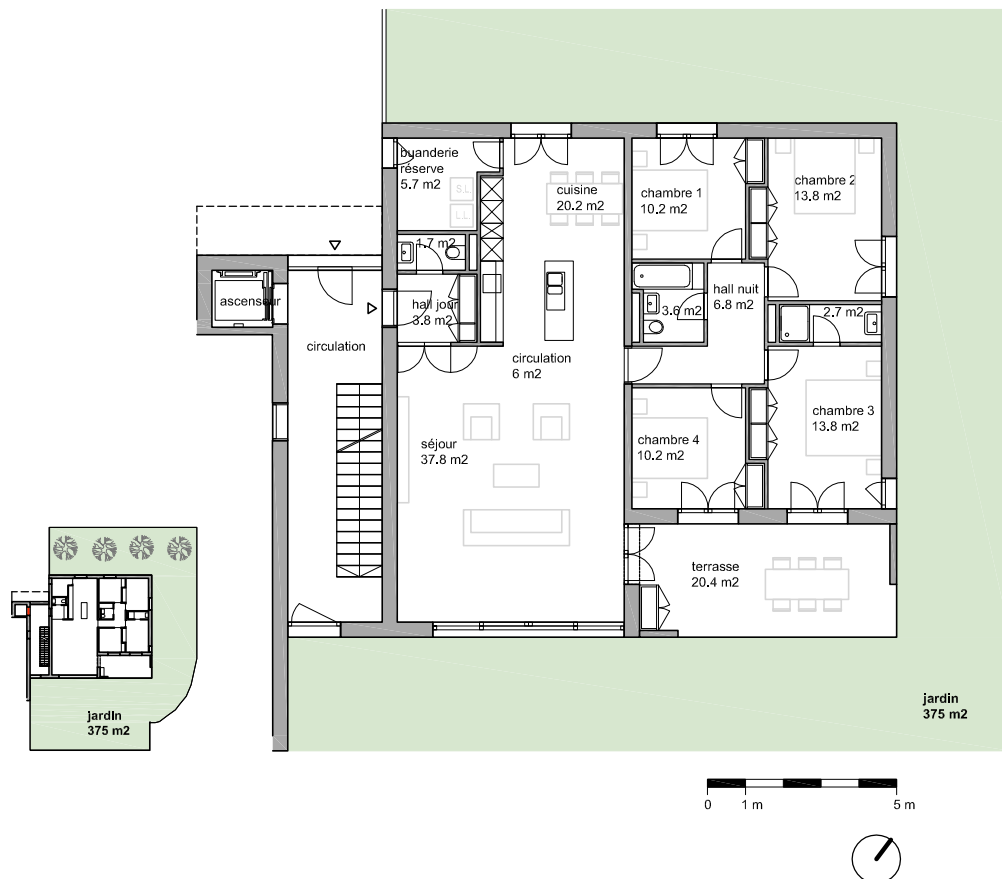 buanderie
réserve
5.7 m2
S.L
L.L
cuisine
20.2 m2
chambre 1
10.2 m2
chambre 2
13.8 m2
1.7 m2
ascenseur
hall jour
3.8 m2
3.6 m2
hall nuit
6.8 m2
2.7 m2
circulation
circulation
6 m2
séjour
37.8 m2
chambre 4
10.2 m2
chambre 3
13.8 m2
terrasse
20.4 m2
jardin
375 m2
jardin
375 m2
0 1 m 5 m